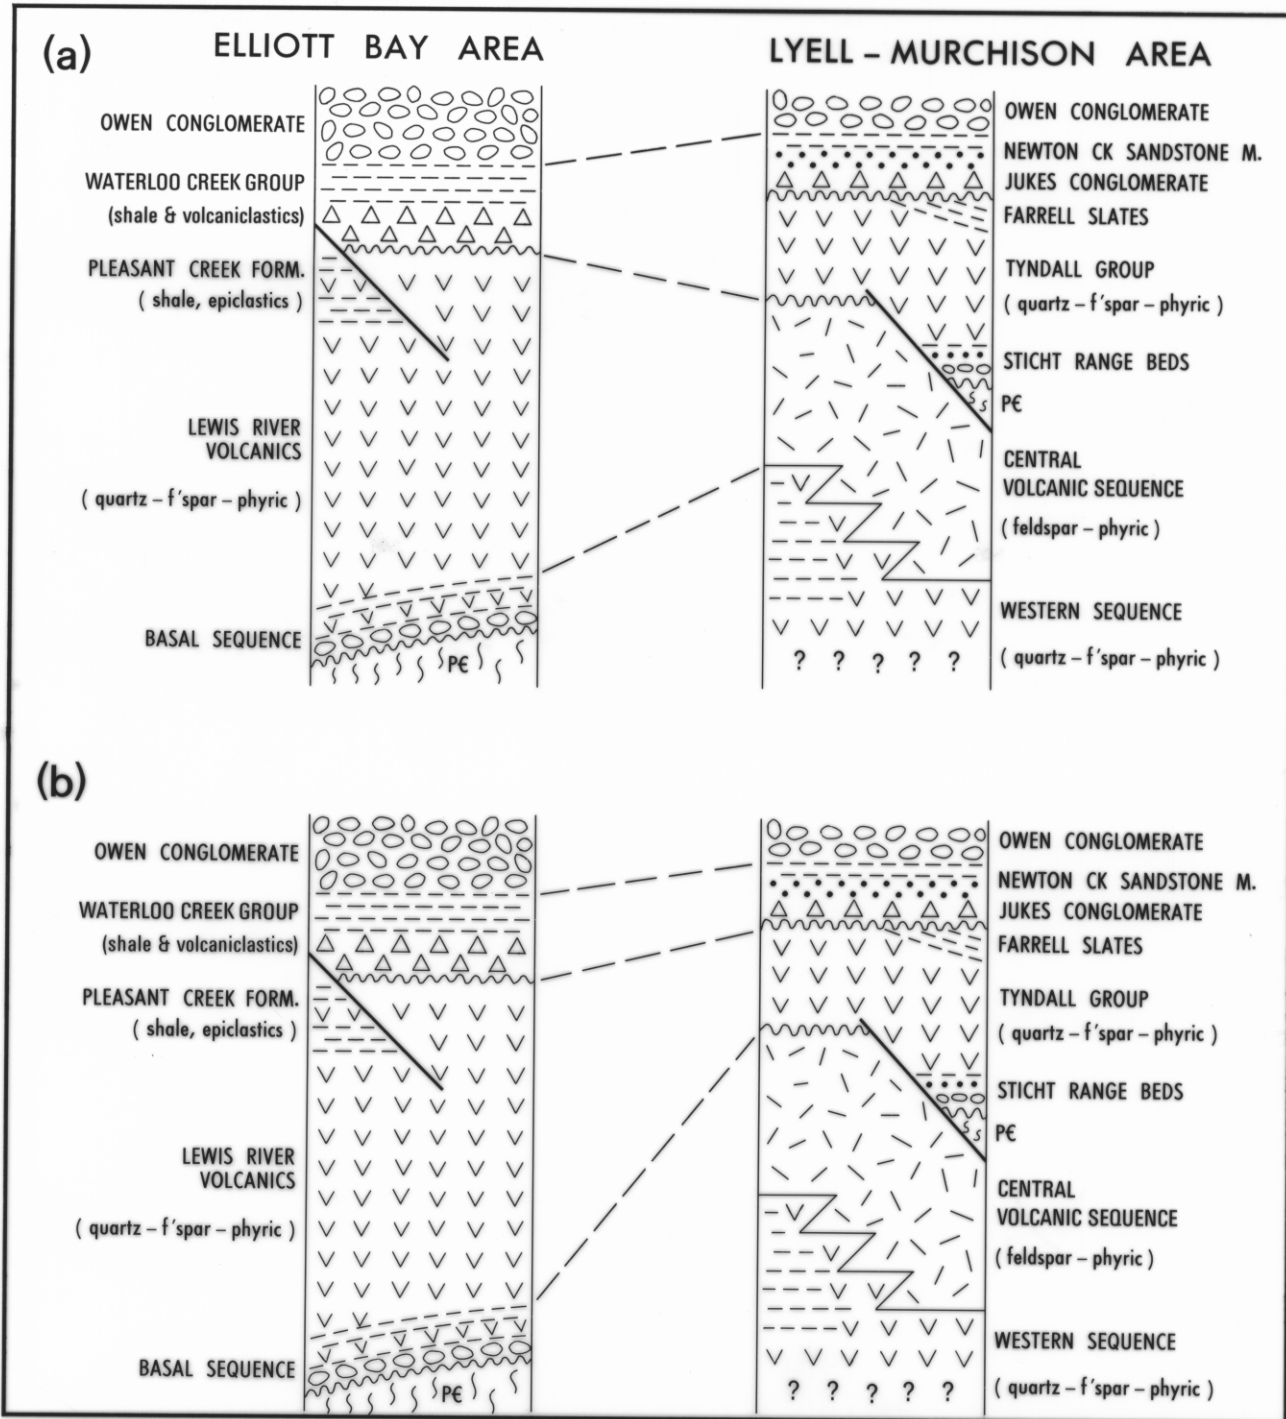 (a)
ELLIOTT BAY AREA
OWEN CONGLOMERATE
WATERLOO CREEK GROUP
(shale & volcaniclastics)
PLEASANT CREEK FORM.
( shale, epiclastics )
LEWIS RIVER
VOLCANICS
( quartz – f'spar – phyric )
BASAL SEQUENCE
P€
LYELL – MURCHISON AREA
OWEN CONGLOMERATE
NEWTON CK SANDSTONE M.
JUKES CONGLOMERATE
FARRELL SLATES
TYNDALL GROUP
( quartz – f'spar – phyric )
STICHT RANGE BEDS
P€
CENTRAL
VOLCANIC SEQUENCE
( feldspar – phyric )
WESTERN SEQUENCE
( quartz – f'spar – phyric )
? ? ? ? ?
(b)
OWEN CONGLOMERATE
WATERLOO CREEK GROUP
(shale & volcaniclastics)
PLEASANT CREEK FORM.
( shale, epiclastics )
LEWIS RIVER
VOLCANICS
( quartz – f'spar – phyric )
BASAL SEQUENCE
P€
OWEN CONGLOMERATE
NEWTON CK SANDSTONE M.
JUKES CONGLOMERATE
FARRELL SLATES
TYNDALL GROUP
( quartz – f'spar – phyric )
STICHT RANGE BEDS
P€
CENTRAL
VOLCANIC SEQUENCE
( feldspar – phyric )
WESTERN SEQUENCE
( quartz – f'spar – phyric )
? ? ? ? ?